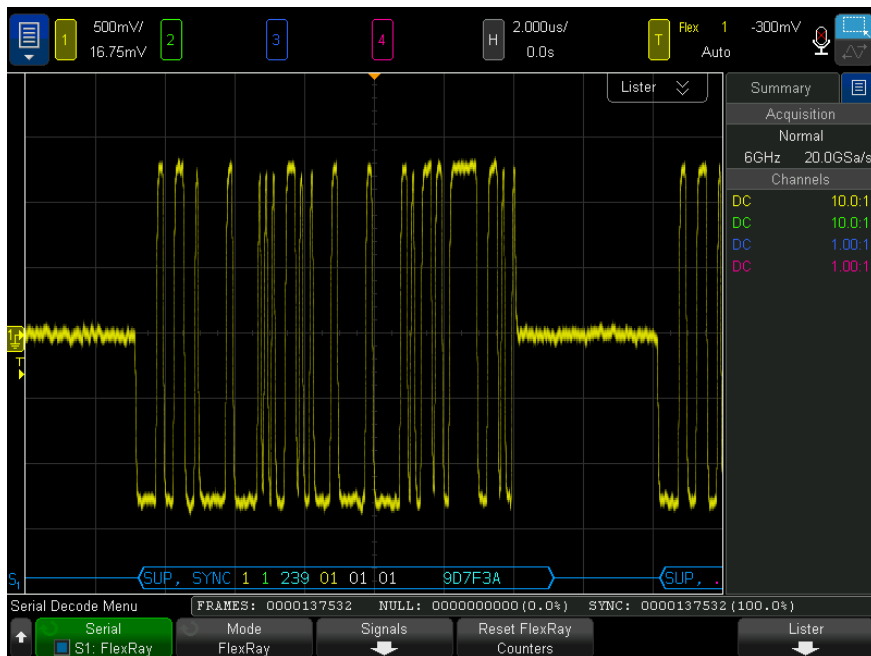 1 500mV/ 2 3 4 H 2.000us/ T Flex 1 -300mV
16.75mV 0.0s Auto
Lister
Summary
Acquisition
Normal
6GHz 20.0GSa/s
Channels
DC 10.0:1
DC 10.0:1
DC 1.00:1
DC 1.00:1
1
T
S1 SUP, SYNC 1 1 239 01 01 01 9D7F3A SUP, .
Serial Decode Menu FRAMES: 0000137532 NULL: 0000000000(0.0%) SYNC: 0000137532(100.0%)
Serial Mode Signals Reset FlexRay Lister
S1: FlexRay FlexRay Counters